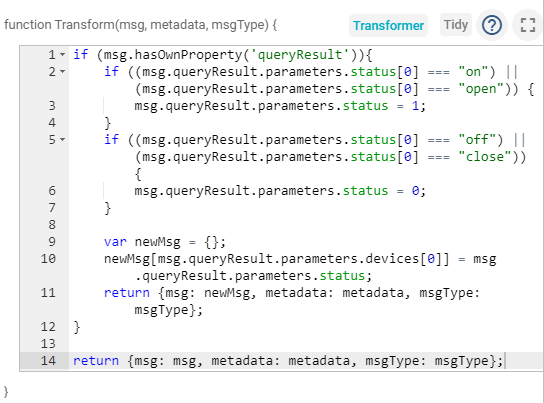 function Transform(msg, metadata, msgType) { Transformer Tidy ?
1 if (msg.hasOwnProperty('queryResult')){
2 if ((msg.queryResult.parameters.status[0] === "on") ||
(msg.queryResult.parameters.status[0] === "open")) {
3 msg.queryResult.parameters.status = 1;
4 }
5 if ((msg.queryResult.parameters.status[0] === "off") ||
(msg.queryResult.parameters.status[0] === "close"))
{
6 msg.queryResult.parameters.status = 0;
7 }
8
9 var newMsg = {};
10 newMsg[msg.queryResult.parameters.devices[0]] = msg
.queryResult.parameters.status;
11 return {msg: newMsg, metadata: metadata, msgType:
msgType};
12 }
13
14 return {msg: msg, metadata: metadata, msgType: msgType};
}